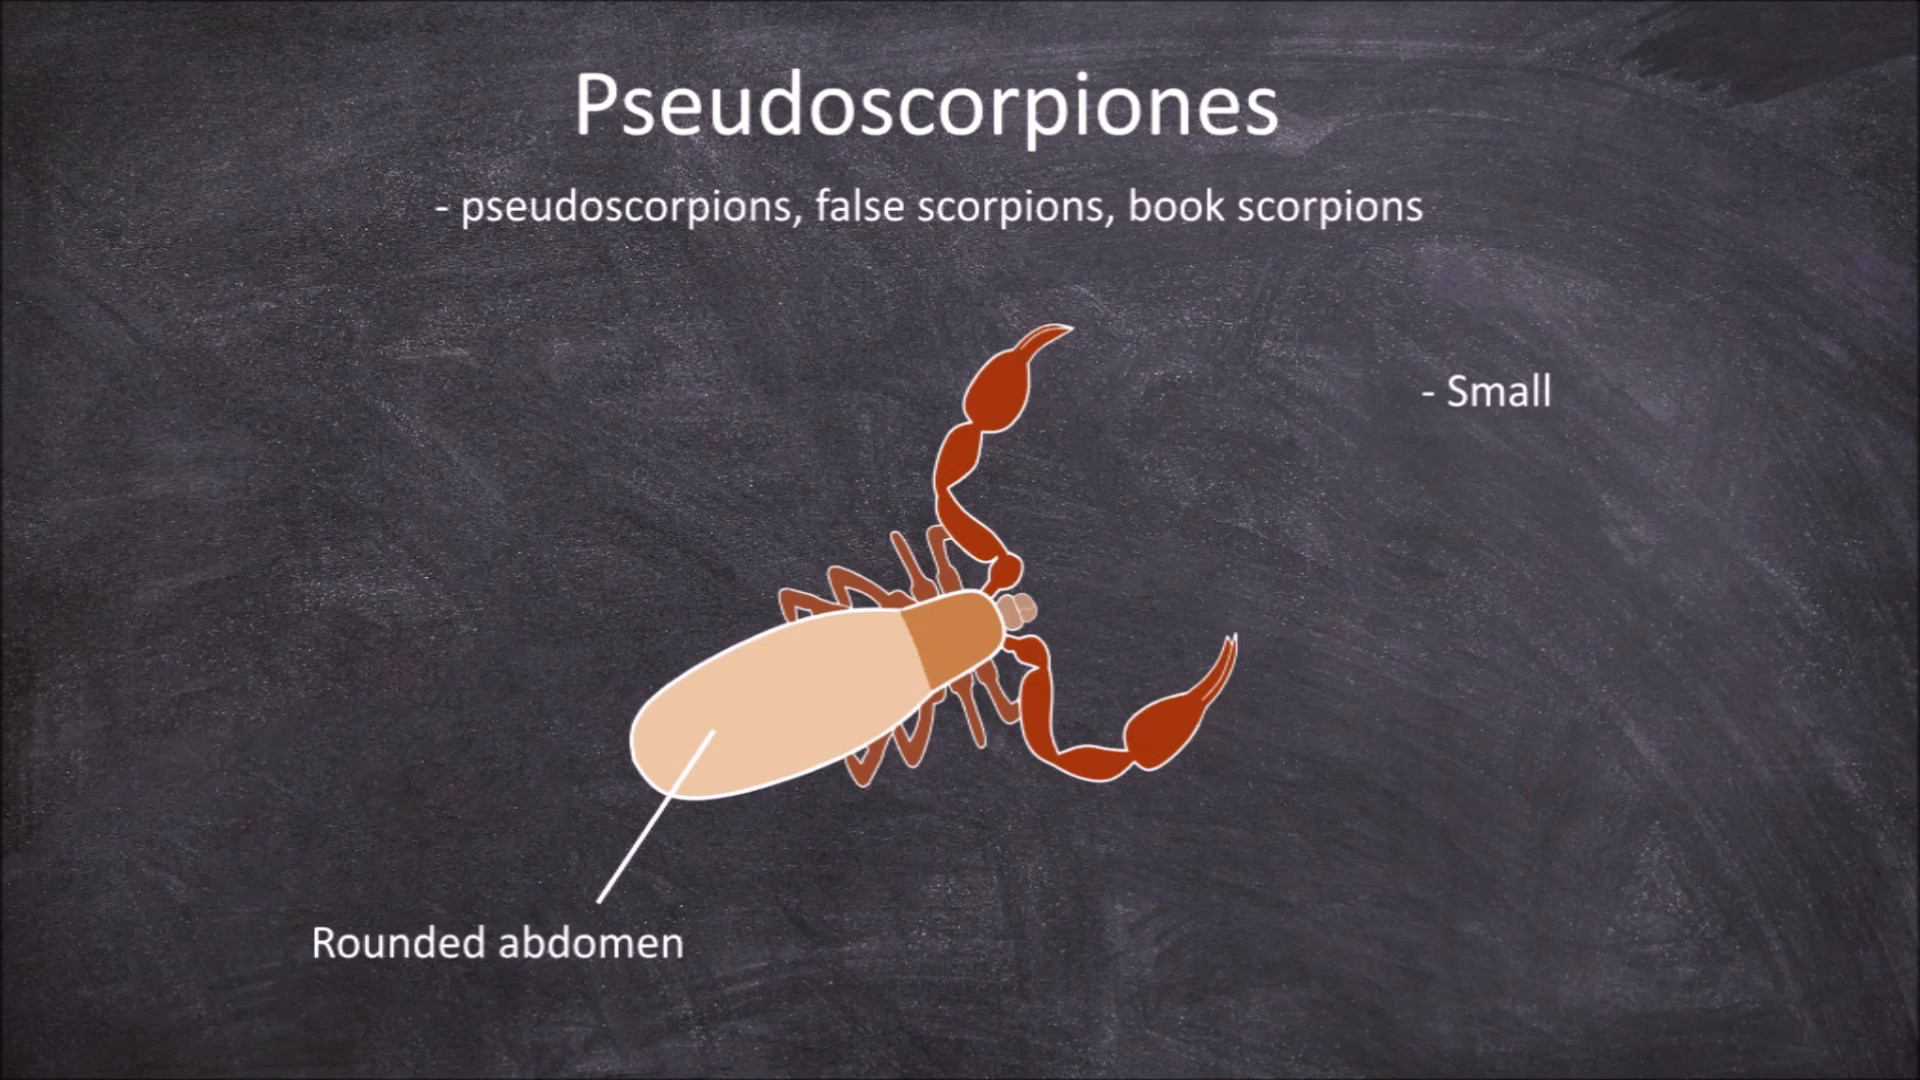 Pseudoscorpiones
- pseudoscorpions, false scorpions, book scorpions
- Small
Rounded abdomen